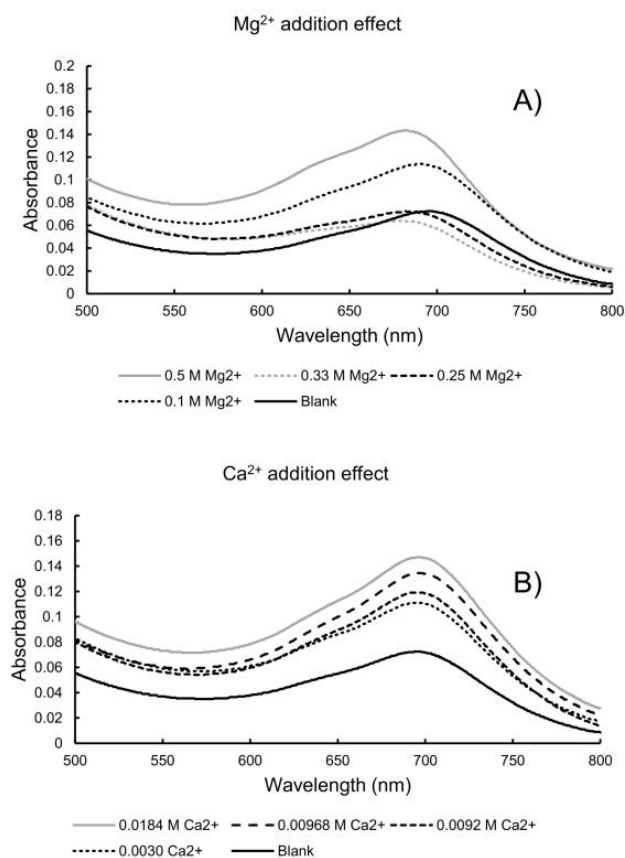 Mg²⁺ addition effect
A)
Absorbance
0.2
0.18
0.16
0.14
0.12
0.1
0.08
0.06
0.04
0.02
0
500 550 600 650 700 750 800
Wavelength (nm)
0.5 M Mg2+ 0.33 M Mg2+ 0.25 M Mg2+
0.1 M Mg2+ Blank
Ca²⁺ addition effect
B)
Absorbance
0.18
0.16
0.14
0.12
0.1
0.08
0.06
0.04
0.02
0
500 550 600 650 700 750 800
Wavelength (nm)
0.0184 M Ca2+ 0.00968 M Ca2+ 0.0092 M Ca2+
0.0030 Ca2+ Blank